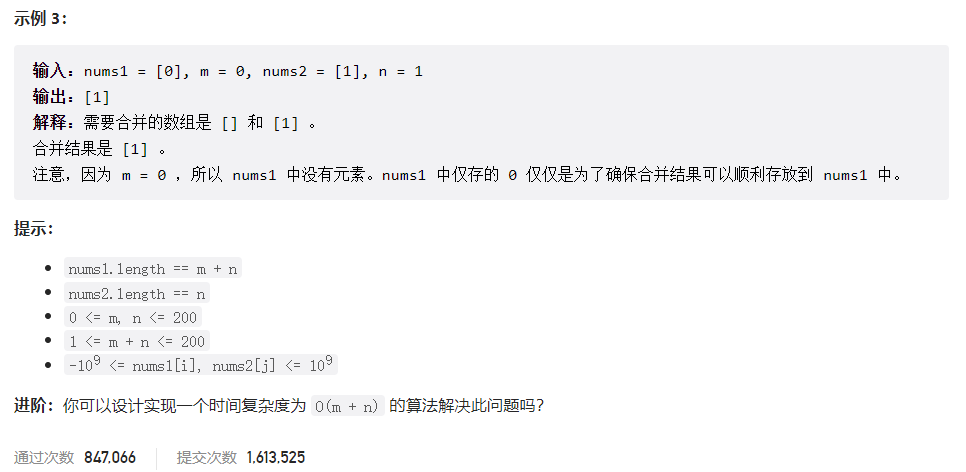 示例 3：
输入：nums1 = [0], m = 0, nums2 = [1], n = 1
输出：[1]
解释：需要合并的数组是 [] 和 [1] 。
合并结果是 [1] 。
注意，因为 m = 0 ，所以 nums1 中没有元素。nums1 中仅存的 0 仅仅是为了确保合并结果可以顺利存放到 nums1 中。
提示：
• nums1.length == m + n
• nums2.length == n
• 0 <= m, n <= 200
• 1 <= m + n <= 200
• -10⁹ <= nums1[i], nums2[j] <= 10⁹
进阶：你可以设计实现一个时间复杂度为 O(m + n) 的算法解决此问题吗？
通过次数 847,066 提交次数 1,613,525